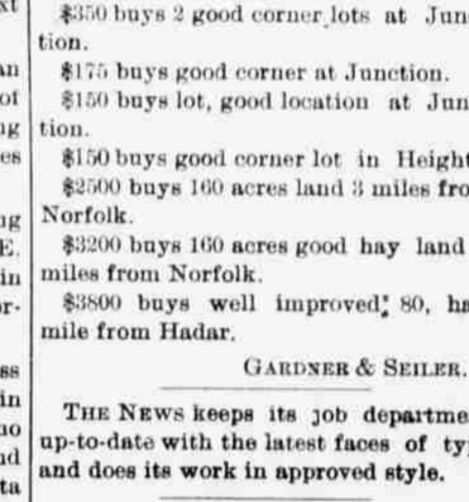 $350 buys 2 good corner lots at Jun
tion.
$175 buys good corner at Junction.
$150 buys lot, good location at Jun
tion.
$150 buys good corner lot in Height
$2500 buys 160 acres land 3 miles fro
Norfolk.
$3200 buys 160 acres good hay land
miles from Norfolk.
$3800 buys well improved; 80, ha
mile from Hadar.
GARDNER & SEILER.
THE NEWS keeps its job departme
up-to-date with the latest faces of typ
and does its work in approved style.